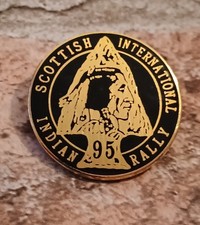 SCOTTISH INTERNATIONAL
INDIAN RALLY
95